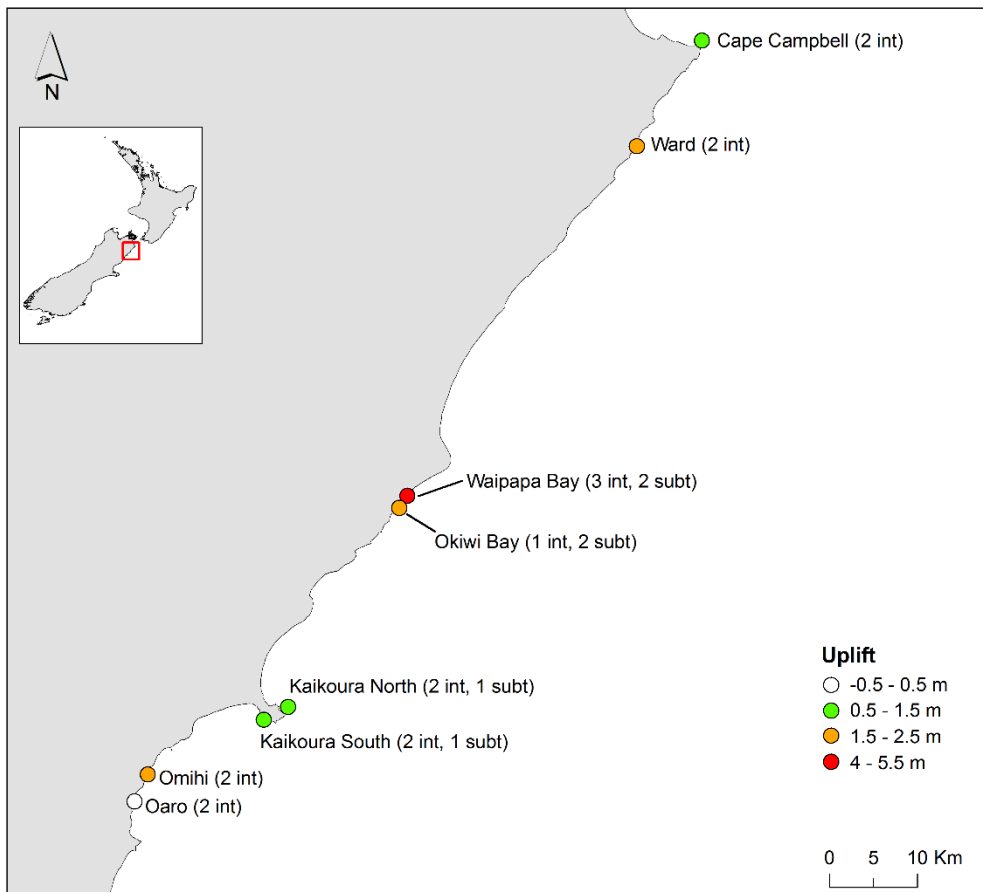 Cape Campbell (2 int)
N
Ward (2 int)
Waipapa Bay (3 int, 2 subt)
Okiwi Bay (1 int, 2 subt)
Kaikoura North (2 int, 1 subt)
Kaikoura South (2 int, 1 subt)
Omihi (2 int)
Oaro (2 int)
Uplift
-0.5 - 0.5 m
0.5 - 1.5 m
1.5 - 2.5 m
4 - 5.5 m
0 5 10 Km